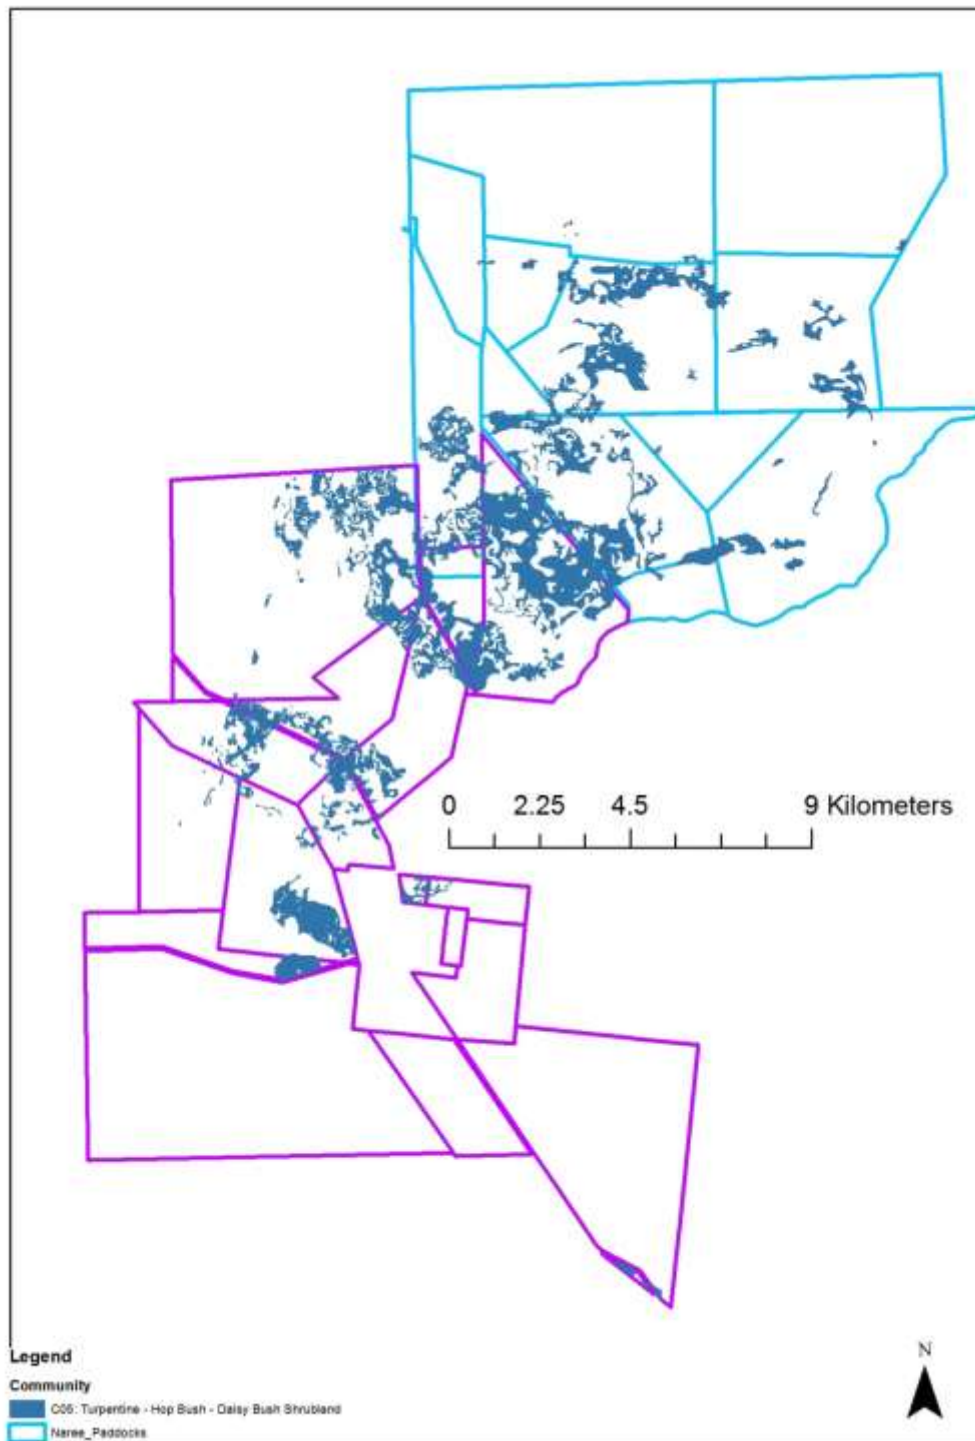 0 2.25 4.5 9 Kilometers
Legend
Community
C05: Turpentine - Hop Bush - Daisy Bush Shrubland
Naree_Paddocks
N